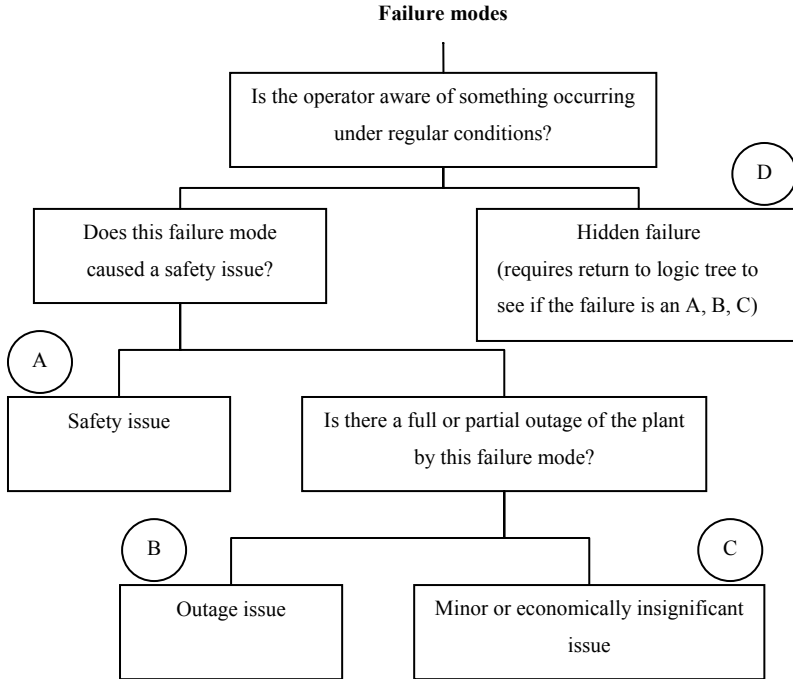 Failure modes
Is the operator aware of something occurring
under regular conditions?
D
Does this failure mode
caused a safety issue?
Hidden failure
(requires return to logic tree to
see if the failure is an A, B, C)
A
Safety issue
Is there a full or partial outage of the plant
by this failure mode?
B
Outage issue
C
Minor or economically insignificant
issue